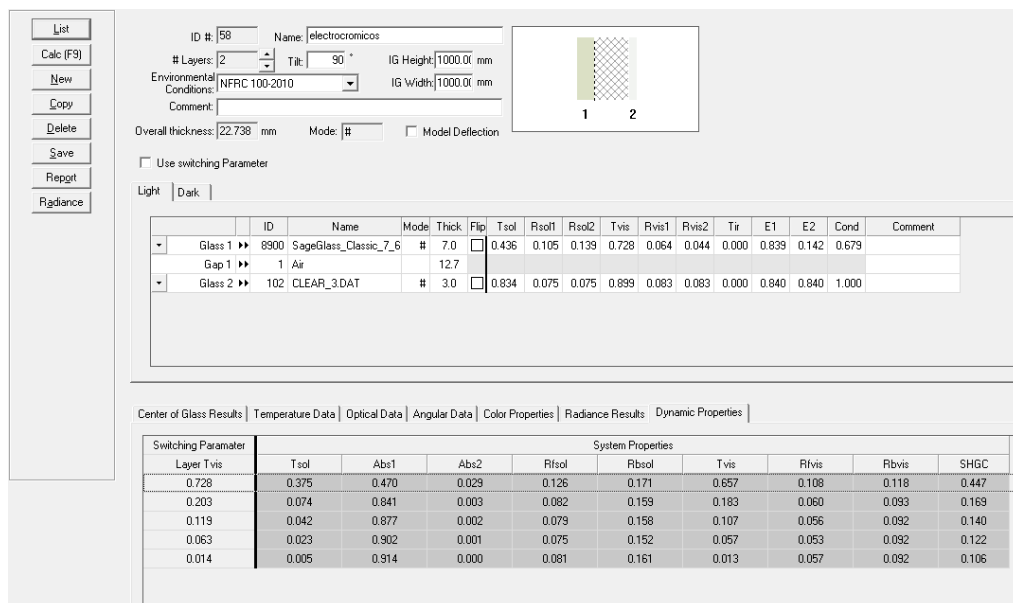 List
Calc (F9)
New
Copy
Delete
Save
Report
Radiance
ID #: 58 Name: electrocromicos
# Layers: 2 Tilt: 90 ° IG Height: 1000.00 mm
Environmental Conditions: NFRC 100-2010 IG Width: 1000.00 mm
Comment:
Overall thickness: 22.738 mm Mode: # Model Deflection
1 2
Use switching Parameter
Light Dark
ID Name Mode Thick Flip Tsol Rsol1 Rsol2 Tvis Rvis1 Rvis2 Tir E1 E2 Cond Comment
Glass 1 8900 SageGlass_Classic_7_6 # 7.0 0.436 0.105 0.139 0.728 0.064 0.044 0.000 0.839 0.142 0.679
Gap 1 1 Air 12.7
Glass 2 102 CLEAR_3.DAT # 3.0 0.834 0.075 0.075 0.899 0.083 0.083 0.000 0.840 0.840 1.000
Center of Glass Results Temperature Data Optical Data Angular Data Color Properties Radiance Results Dynamic Properties
Switching Paramater System Properties
Layer Tvis Tsol Abs1 Abs2 Rfsol Rbsol Tvis Rfvis Rbvis SHGC
0.728 0.375 0.470 0.029 0.126 0.171 0.657 0.108 0.118 0.447
0.203 0.074 0.841 0.003 0.082 0.159 0.183 0.060 0.093 0.169
0.119 0.042 0.877 0.002 0.079 0.158 0.107 0.056 0.092 0.140
0.063 0.023 0.902 0.001 0.075 0.152 0.057 0.053 0.092 0.122
0.014 0.005 0.914 0.000 0.081 0.161 0.013 0.057 0.092 0.106